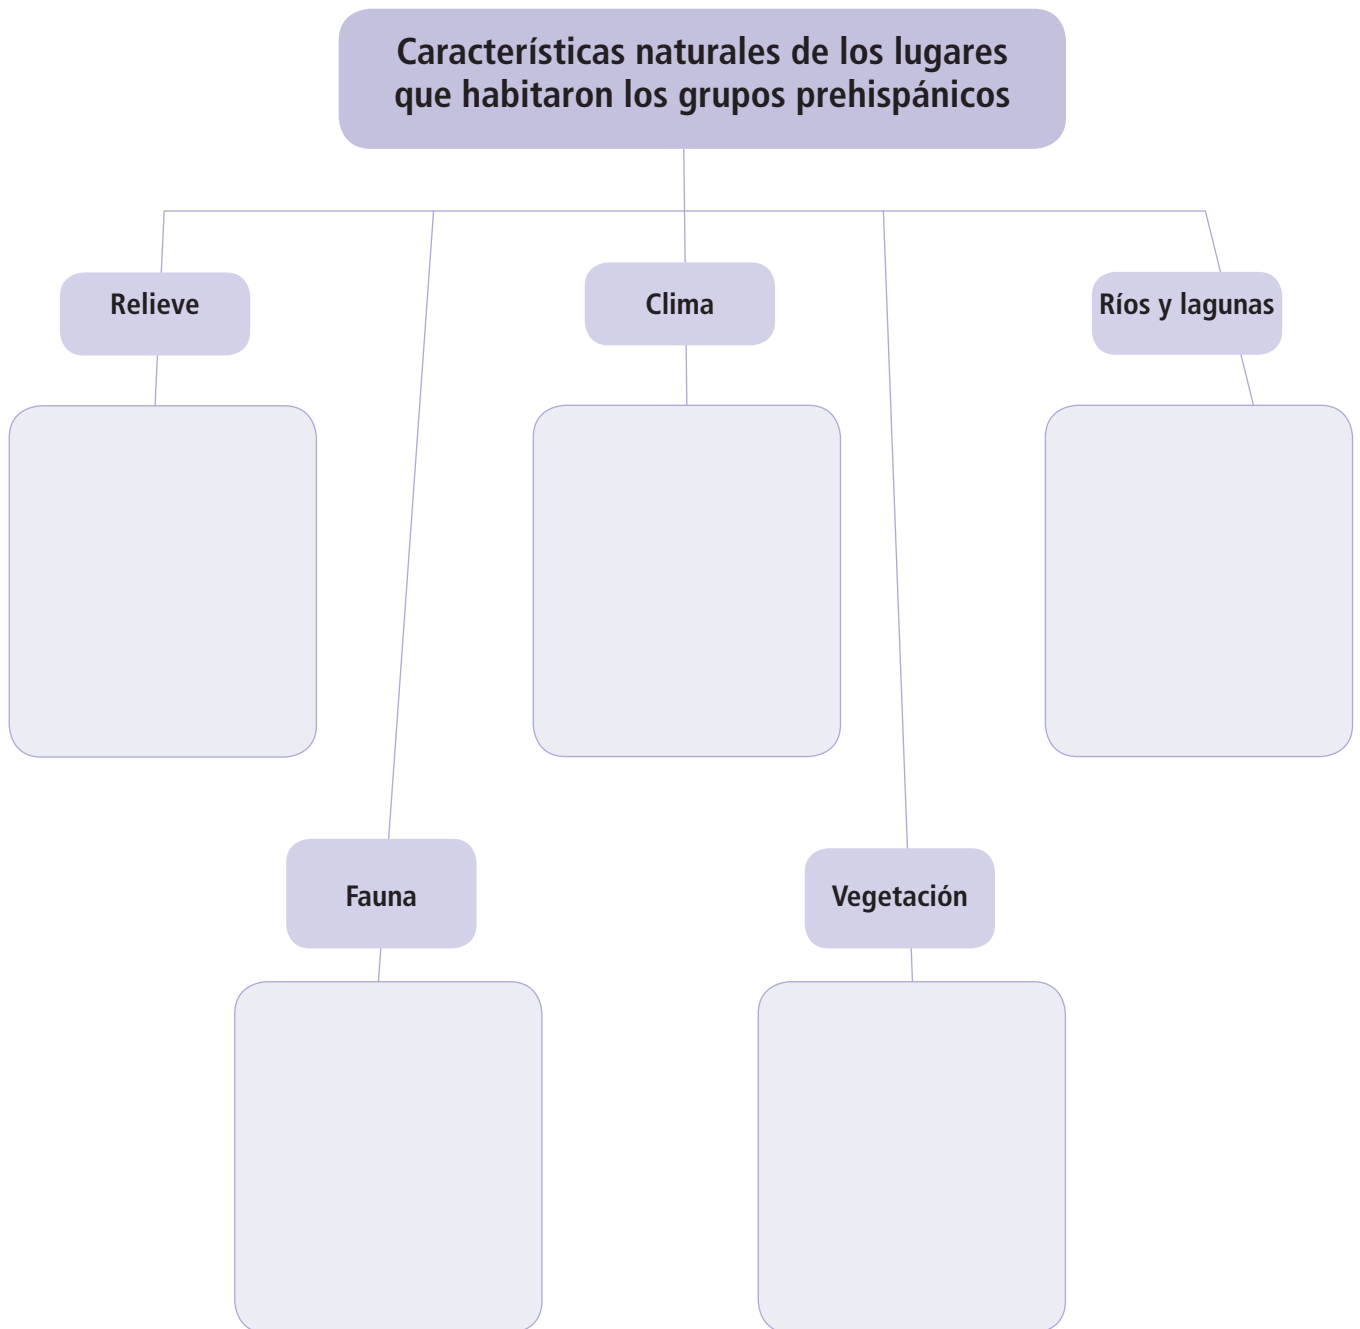 Características naturales de los lugares
que habitaron los grupos prehispánicos
Relieve
Clima
Ríos y lagunas
Fauna
Vegetación